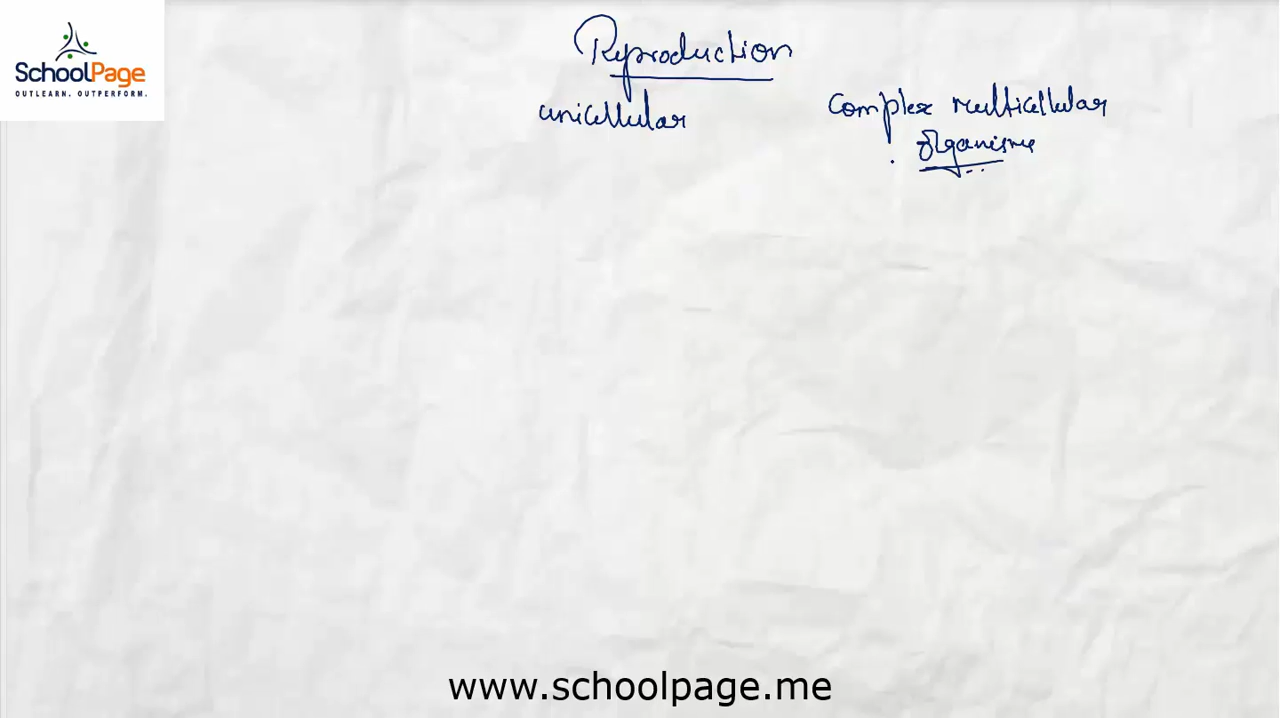 SchoolPage
OUTLEARN. OUTPERFORM.
Reproduction
unicellular
Complex multicellular
organisms
www.schoolpage.me